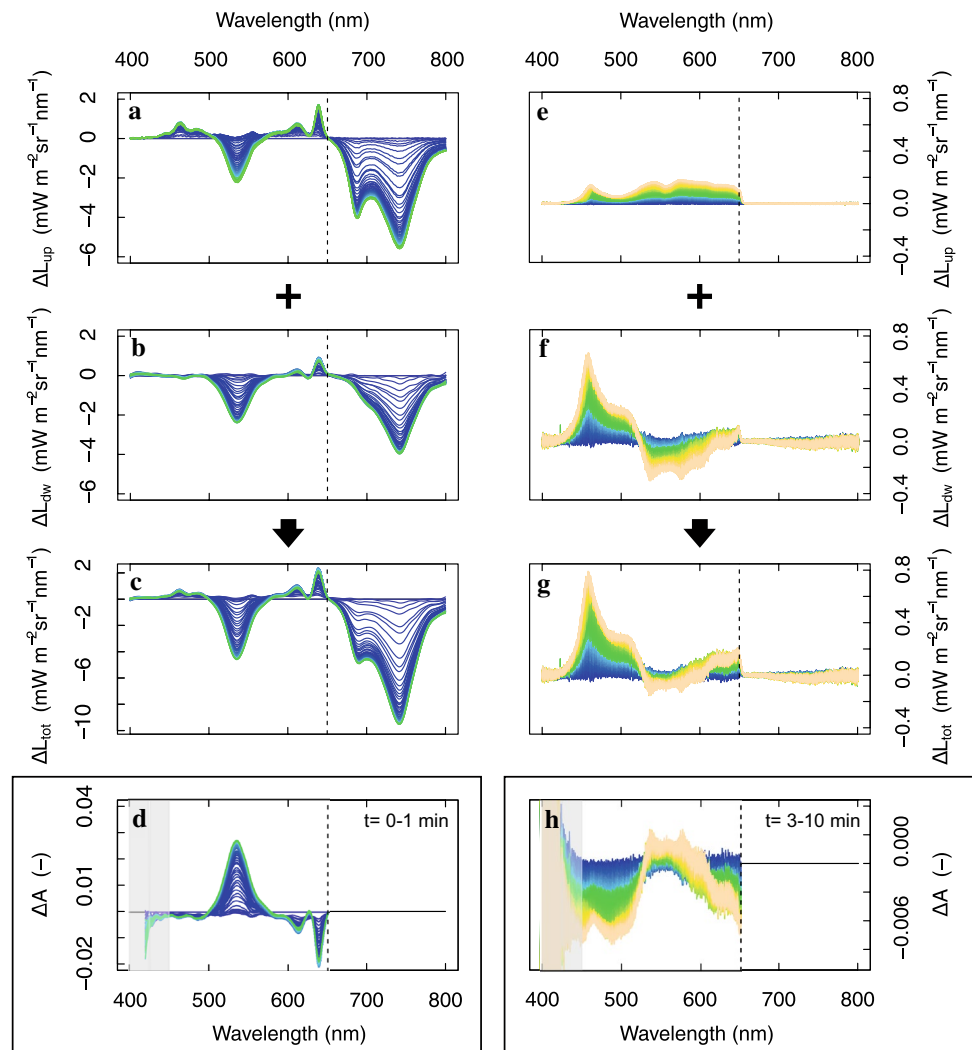 Wavelength (nm)
400 500 600 700 800
Wavelength (nm)
400 500 600 700 800
a
2
0
−2
−4
−6
ΔLup (mW m−2sr−1nm−1)
e
0.8
0.4
0.0
−0.4
ΔLup (mW m−2sr−1nm−1)
+
+
b
2
0
−2
−4
−6
ΔLdw (mW m−2sr−1nm−1)
f
0.8
0.4
0.0
−0.4
ΔLdw (mW m−2sr−1nm−1)
c
2
−2
−6
−10
ΔLtot (mW m−2sr−1nm−1)
g
0.8
0.4
0.0
−0.4
ΔLtot (mW m−2sr−1nm−1)
d
t= 0-1 min
0.04
0.01
−0.02
ΔA (−)
400 500 600 700 800
Wavelength (nm)
h
t= 3-10 min
0.000
−0.006
ΔA (−)
400 500 600 700 800
Wavelength (nm)